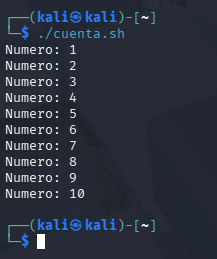 ┌──(kali㉿kali)-[~]
└─$ ./cuenta.sh
Numero: 1
Numero: 2
Numero: 3
Numero: 4
Numero: 5
Numero: 6
Numero: 7
Numero: 8
Numero: 9
Numero: 10
┌──(kali㉿kali)-[~]
└─$